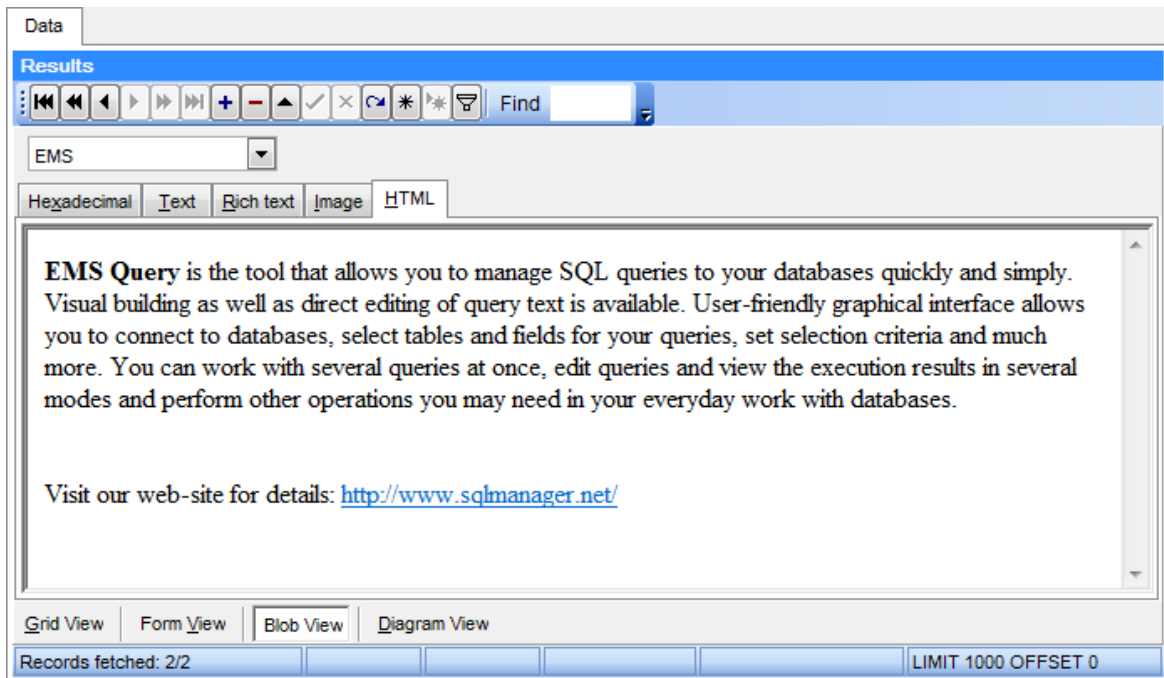 Data
Results
Find
EMS
Hexadecimal Text Rich text Image HTML
EMS Query is the tool that allows you to manage SQL queries to your databases quickly and simply.
Visual building as well as direct editing of query text is available. User-friendly graphical interface allows
you to connect to databases, select tables and fields for your queries, set selection criteria and much
more. You can work with several queries at once, edit queries and view the execution results in several
modes and perform other operations you may need in your everyday work with databases.
Visit our web-site for details: http://www.sqlmanager.net/
Grid View Form View Blob View Diagram View
Records fetched: 2/2 LIMIT 1000 OFFSET 0